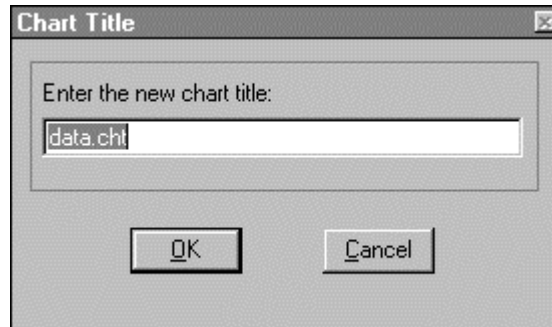 Chart Title
Enter the new chart title:
data.cht
OK
Cancel